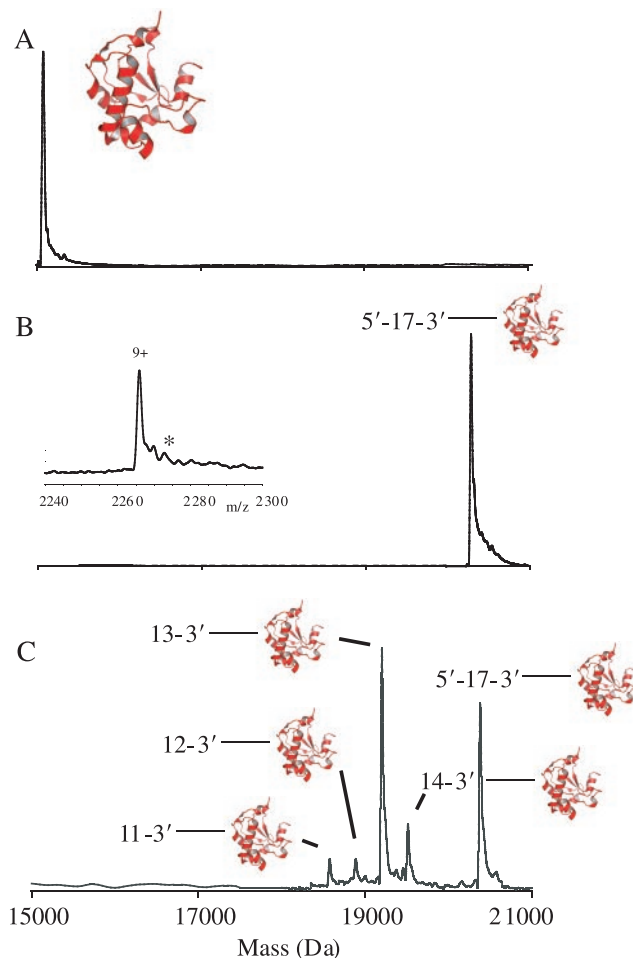 A
B
5′-17-3′
9+
*
2240 2260 2280 2300
m/z
C
13-3′
5′-17-3′
12-3′
14-3′
11-3′
15000 17000 19000 21000
Mass (Da)